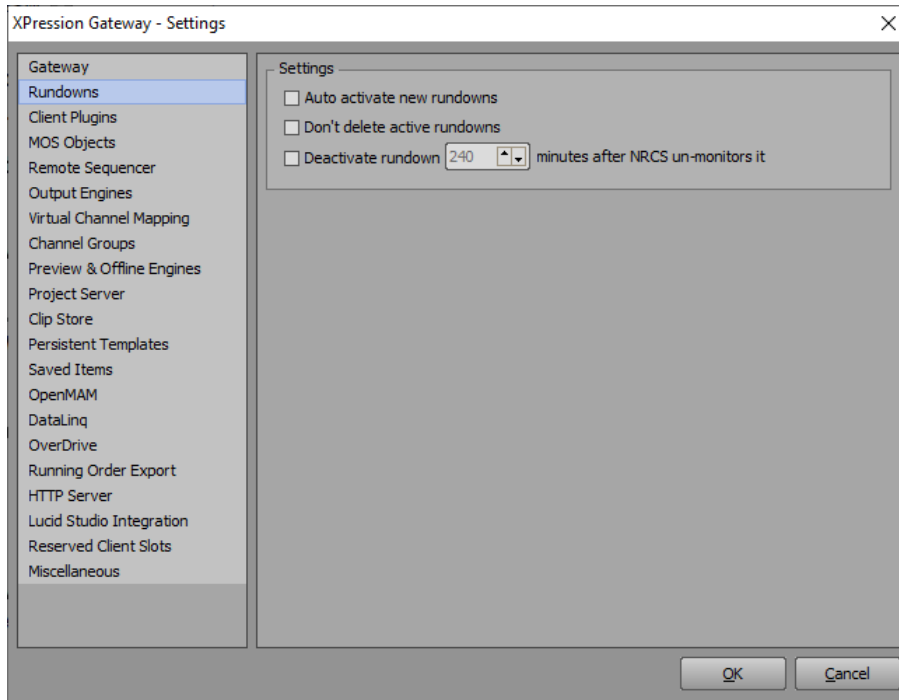 XPression Gateway - Settings
Gateway
Rundowns
Client Plugins
MOS Objects
Remote Sequencer
Output Engines
Virtual Channel Mapping
Channel Groups
Preview & Offline Engines
Project Server
Clip Store
Persistent Templates
Saved Items
OpenMAM
DataLinq
OverDrive
Running Order Export
HTTP Server
Lucid Studio Integration
Reserved Client Slots
Miscellaneous
Settings
Auto activate new rundowns
Don't delete active rundowns
Deactivate rundown 240 minutes after NRCS un-monitors it
OK Cancel